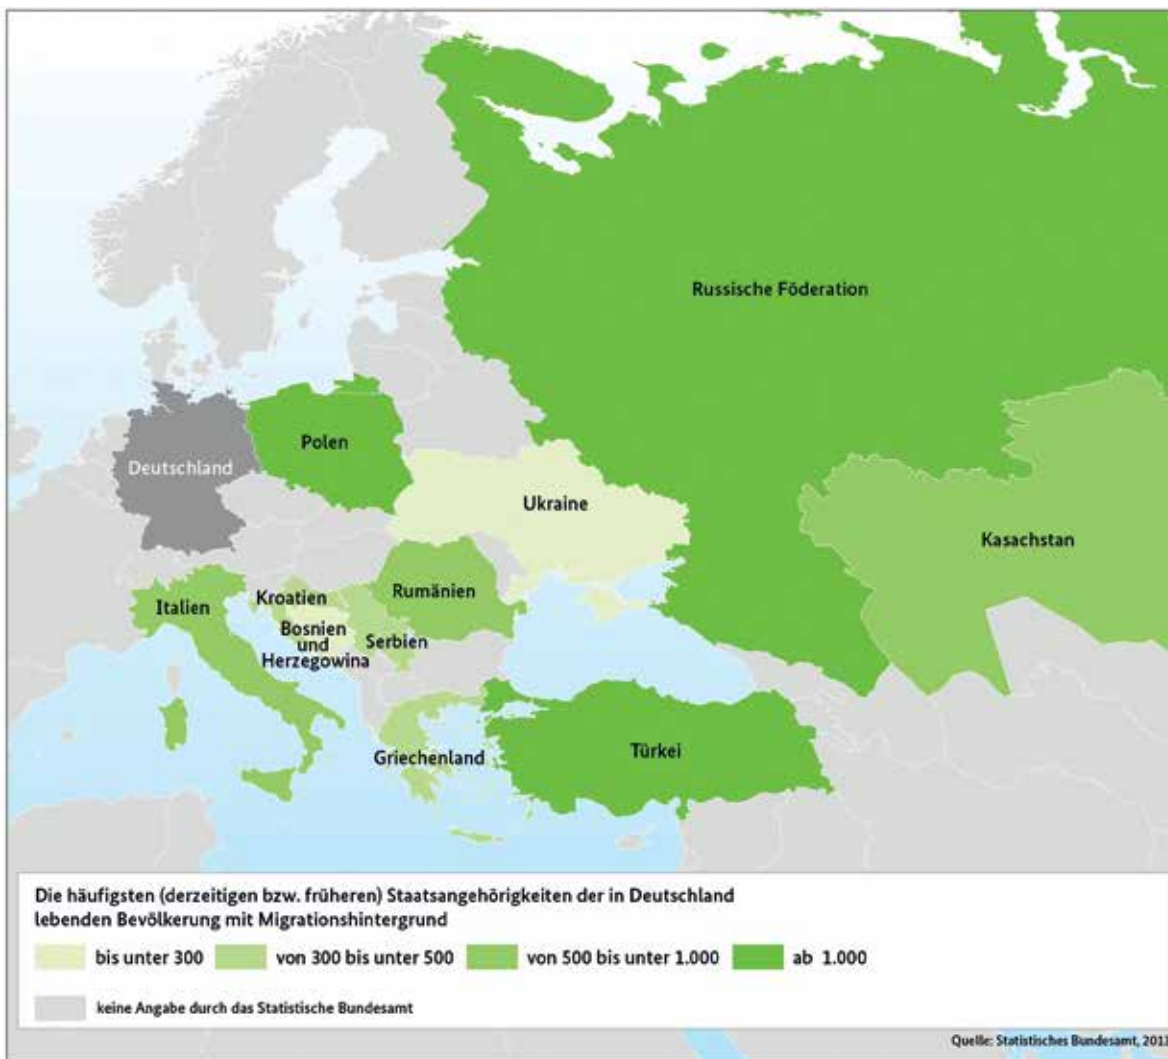 Russische Föderation
Polen
Deutschland
Ukraine
Kasachstan
Italien
Kroatien
Rumänien
Bosnien
und
Herzegowina
Serbien
Griechenland
Türkei
Die häufigsten (derzeitigen bzw. früheren) Staatsangehörigkeiten der in Deutschland
lebenden Bevölkerung mit Migrationshintergrund
bis unter 300
von 300 bis unter 500
von 500 bis unter 1.000
ab 1.000
keine Angabe durch das Statistische Bundesamt
Quelle: Statistisches Bundesamt, 2013